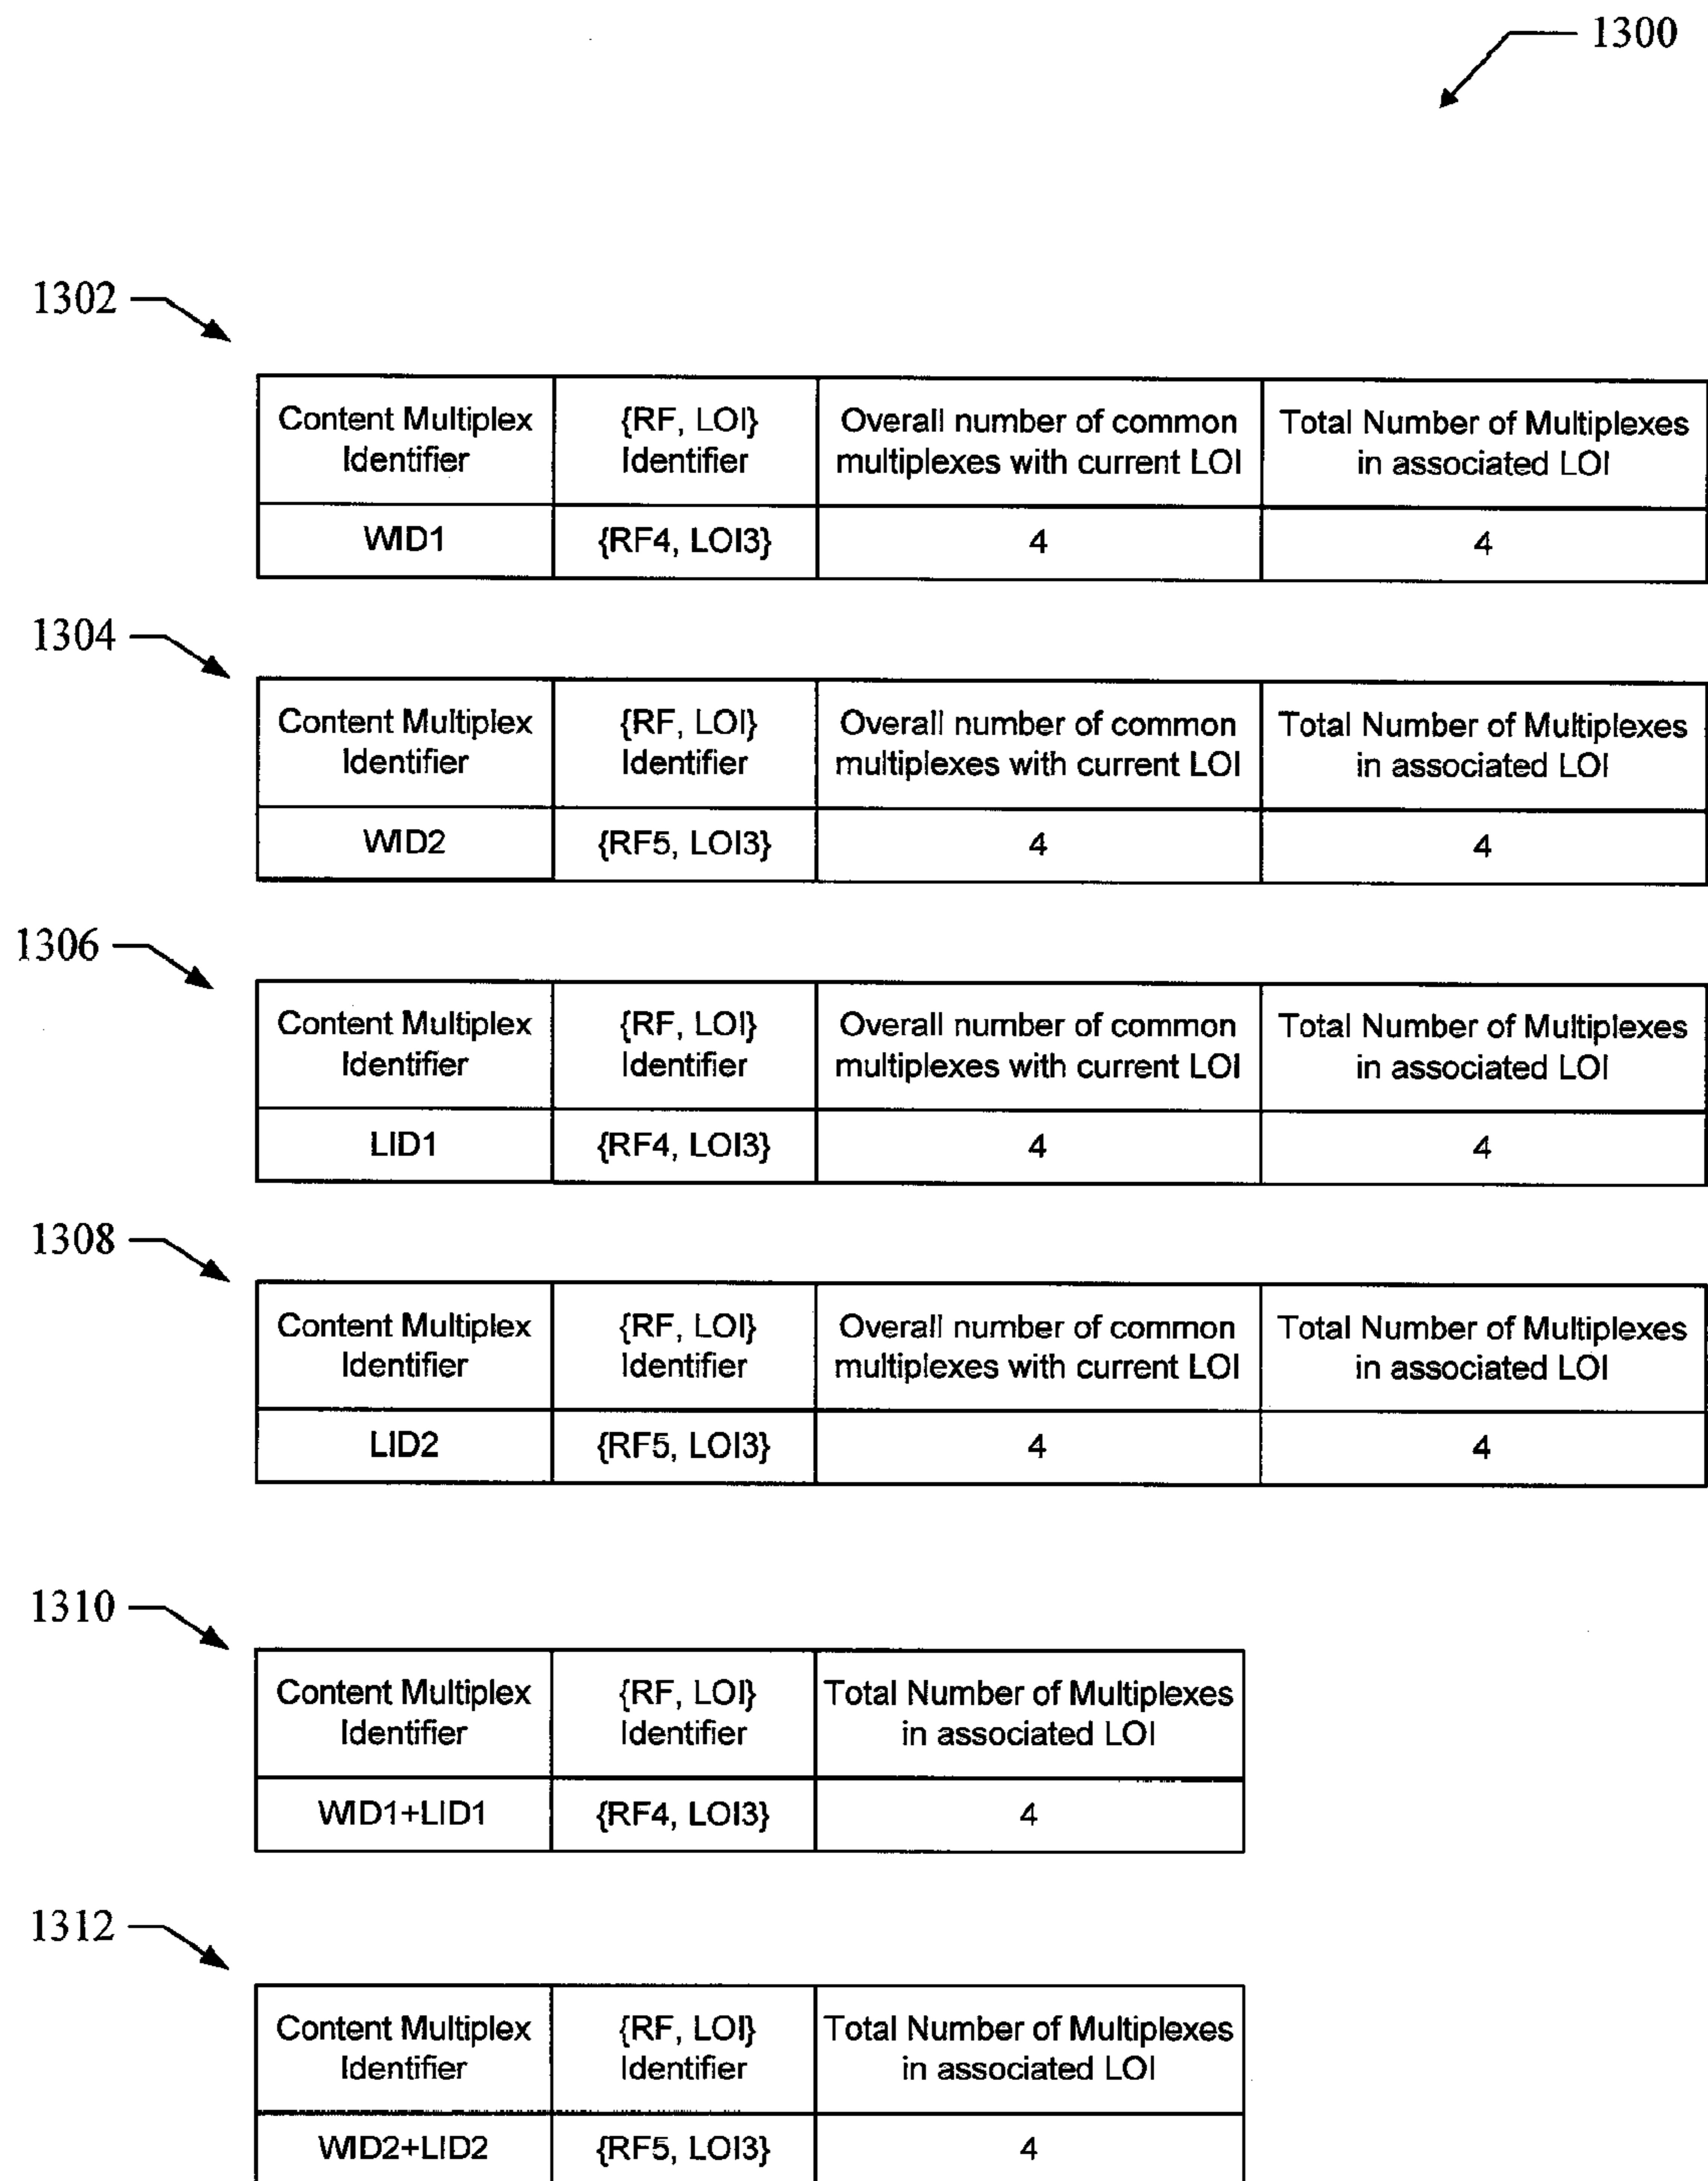 1300
1302
Content Multiplex Identifier | {RF, LOI} Identifier | Overall number of common multiplexes with current LOI | Total Number of Multiplexes in associated LOI
WID1 | {RF4, LOI3} | 4 | 4
1304
Content Multiplex Identifier | {RF, LOI} Identifier | Overall number of common multiplexes with current LOI | Total Number of Multiplexes in associated LOI
WID2 | {RF5, LOI3} | 4 | 4
1306
Content Multiplex Identifier | {RF, LOI} Identifier | Overall number of common multiplexes with current LOI | Total Number of Multiplexes in associated LOI
LID1 | {RF4, LOI3} | 4 | 4
1308
Content Multiplex Identifier | {RF, LOI} Identifier | Overall number of common multiplexes with current LOI | Total Number of Multiplexes in associated LOI
LID2 | {RF5, LOI3} | 4 | 4
1310
Content Multiplex Identifier | {RF, LOI} Identifier | Total Number of Multiplexes in associated LOI
WID1+LID1 | {RF4, LOI3} | 4
1312
Content Multiplex Identifier | {RF, LOI} Identifier | Total Number of Multiplexes in associated LOI
WID2+LID2 | {RF5, LOI3} | 4